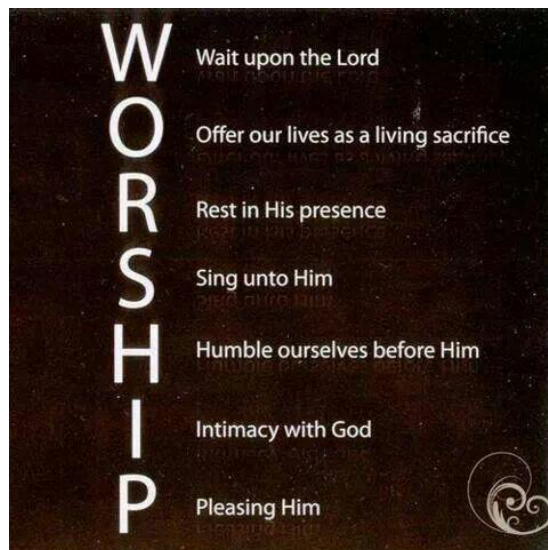 W Wait upon the Lord
O Offer our lives as a living sacrifice
R Rest in His presence
S Sing unto Him
H Humble ourselves before Him
I Intimacy with God
P Pleasing Him